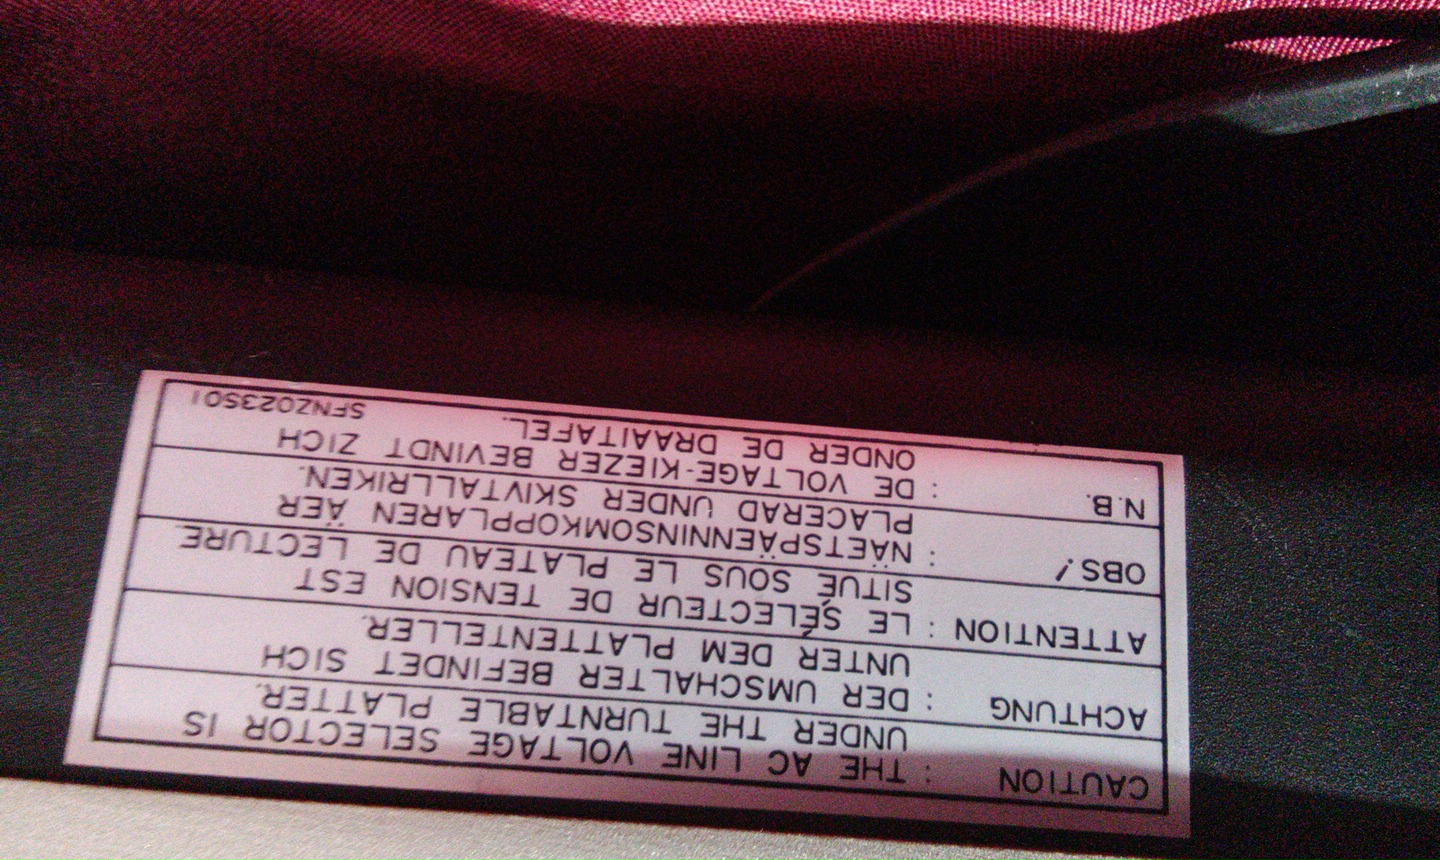 CAUTION : THE AC LINE VOLTAGE SELECTOR IS
UNDER THE TURNTABLE PLATTER.
ACHTUNG : DER UMSCHALTER BEFINDET SICH
UNTER DEM PLATTENTELLER.
ATTENTION : LE SÉLECTEUR DE TENSION EST
SITUÉ SOUS LE PLATEAU DE LECTURE
OBS! : NÄETSPÄENNINSOMKOPPLAREN ÄER
PLACERAD UNDER SKIVTALLRIKEN.
N.B. : DE VOLTAGE-KIEZER BEVINDT ZICH
ONDER DE DRAAITAFEL.
SFNZ023S01